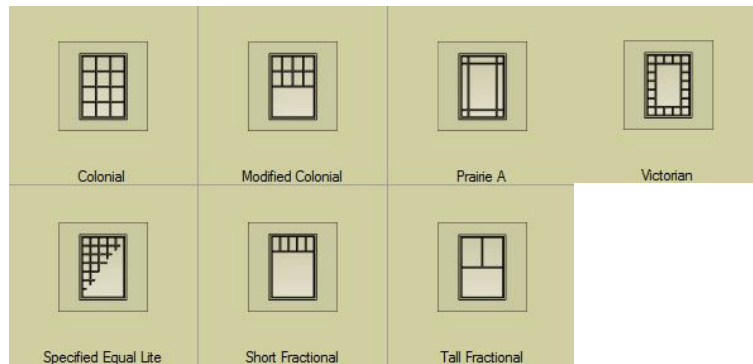 Colonial
Modified Colonial
Prairie A
Victorian
Specified Equal Lite
Short Fractional
Tall Fractional